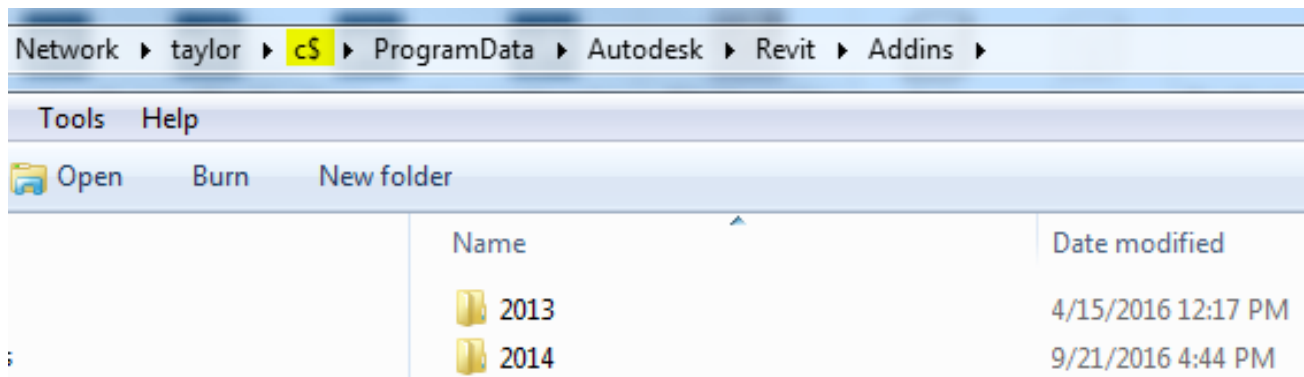 Network ▸ taylor ▸ c$ ▸ ProgramData ▸ Autodesk ▸ Revit ▸ Addins ▸
Tools Help
Open Burn New folder
Name Date modified
2013 4/15/2016 12:17 PM
s 2014 9/21/2016 4:44 PM